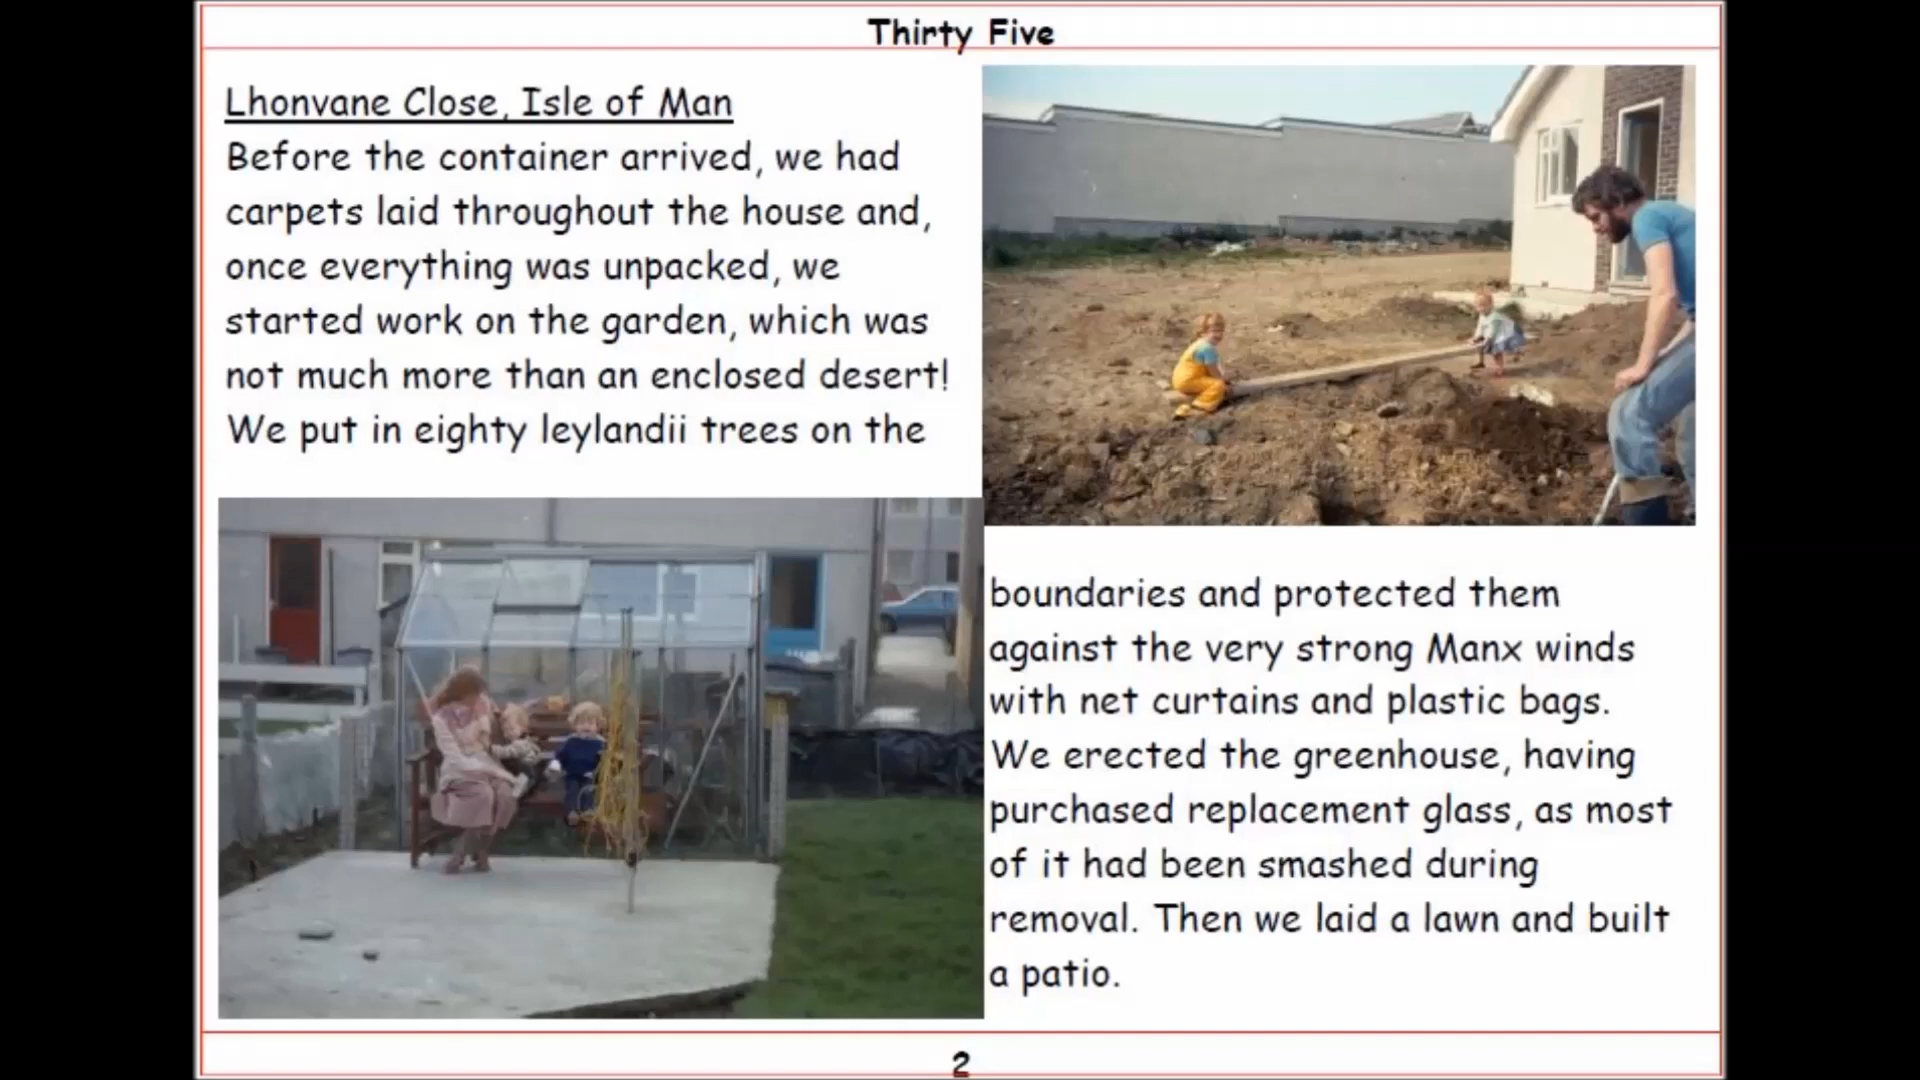 Thirty Five
Lhonvane Close, Isle of Man
Before the container arrived, we had
carpets laid throughout the house and,
once everything was unpacked, we
started work on the garden, which was
not much more than an enclosed desert!
We put in eighty leylandii trees on the
boundaries and protected them
against the very strong Manx winds
with net curtains and plastic bags.
We erected the greenhouse, having
purchased replacement glass, as most
of it had been smashed during
removal. Then we laid a lawn and built
a patio.
2